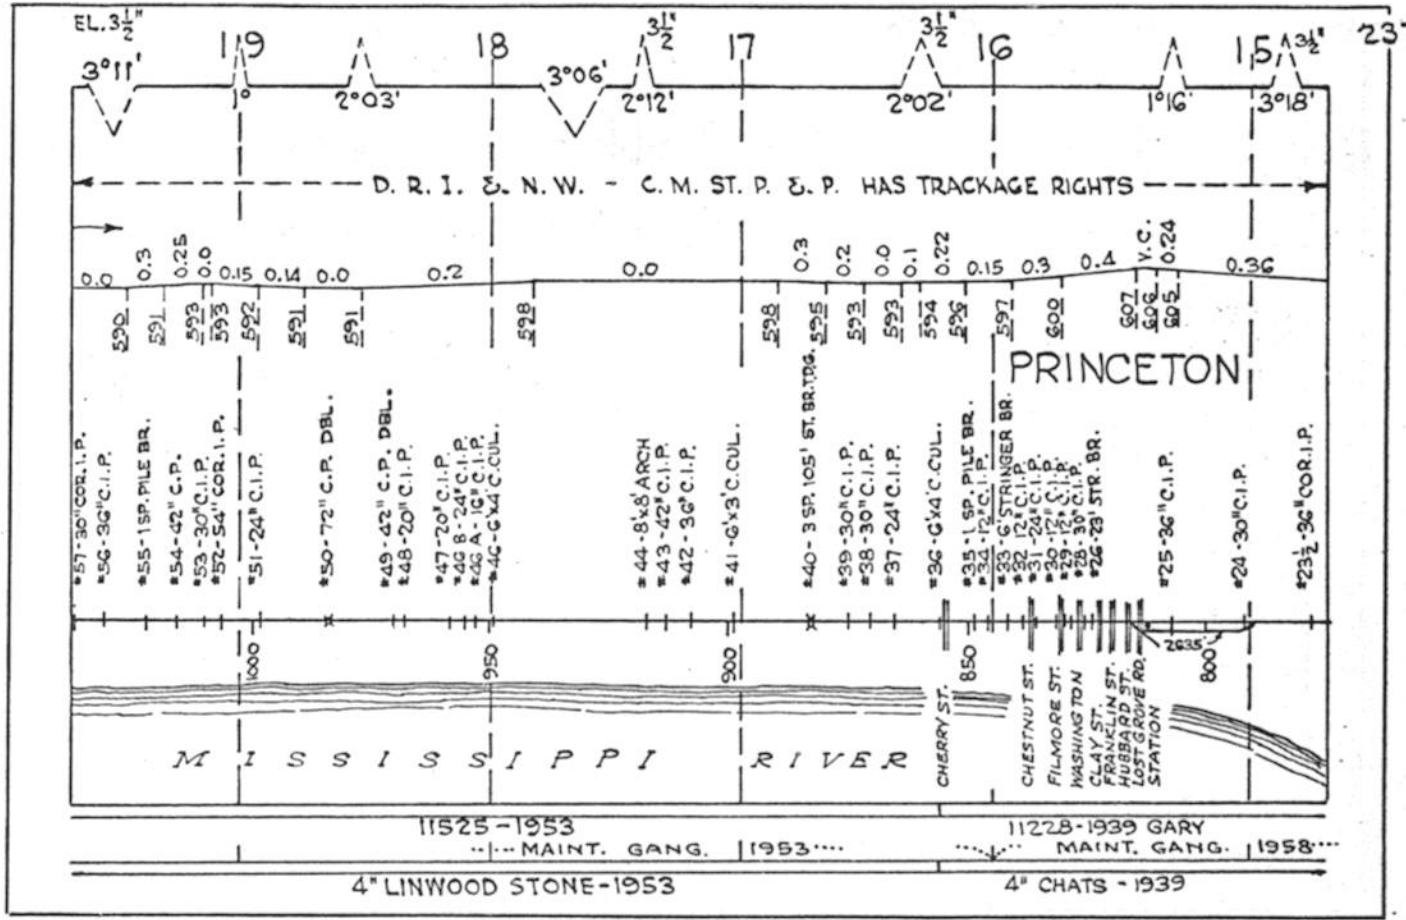 EL. 3½"
19 18 3½" 17 3½" 16 15 3½" 23
3°11' 3°06'
1° 2°03' 2°12' 2°02' 1°16' 3°18'
D. R. I. & N. W. - C. M. ST. P. & P. HAS TRACKAGE RIGHTS
0.0 0.3 0.25 0.0 0.15 0.14 0.0 0.2 0.0 0.3 0.2 0.0 0.1 0.22 0.15 0.3 0.4 V.C. 0.24 0.36
590 591 593 593 592 591 591 598 598 595 593 593 594 596 597 600 607 606 605
PRINCETON
#57-30" COR.I.P.
#56-36" C.I.P.
#55-1 SP. PILE BR.
#54-42" C.P.
#53-30" C.I.P.
#52-54" COR.I.P.
#51-24" C.I.P.
#50-72" C.P. DBL.
#49-42" C.P. DBL.
#48-20" C.I.P.
#47-20" C.I.P.
#46 B-24" C.I.P.
#46 A-16" C.I.P.
#46-6'x4' C.CUL.
#44-8'x8' ARCH
#43-42" C.I.P.
#42-36" C.I.P.
#41-6'x3' C.CUL.
#40-3 SP. 105' ST. BR.T.DG.
#39-30" C.I.P.
#38-30" C.I.P.
#37-24" C.I.P.
#36-6'x4' C.CUL.
#35-1 SP. PILE BR.
#34-12" C.I.P.
#33-6' STRINGER BR.
#32 12" C.I.P.
#31-24" C.I.P.
#30-12" C.I.P.
#29-12" C.I.P.
#28-30" C.I.P.
#26-23' STR. BR.
#25-36" C.I.P.
#24-30" C.I.P.
#23½-36" COR.I.P.
1000 950 900 850 2635' 800
CHERRY ST.
CHESTNUT ST.
FILMORE ST.
WASHINGTON
CLAY ST.
FRANKLIN ST.
HUBBARD ST.
LOST GROVE RD.
STATION
MISSISSIPPI RIVER
11525-1953 11228-1939 GARY
MAINT. GANG. 1953 MAINT. GANG. 1958
4" LINWOOD STONE-1953 4" CHATS - 1939